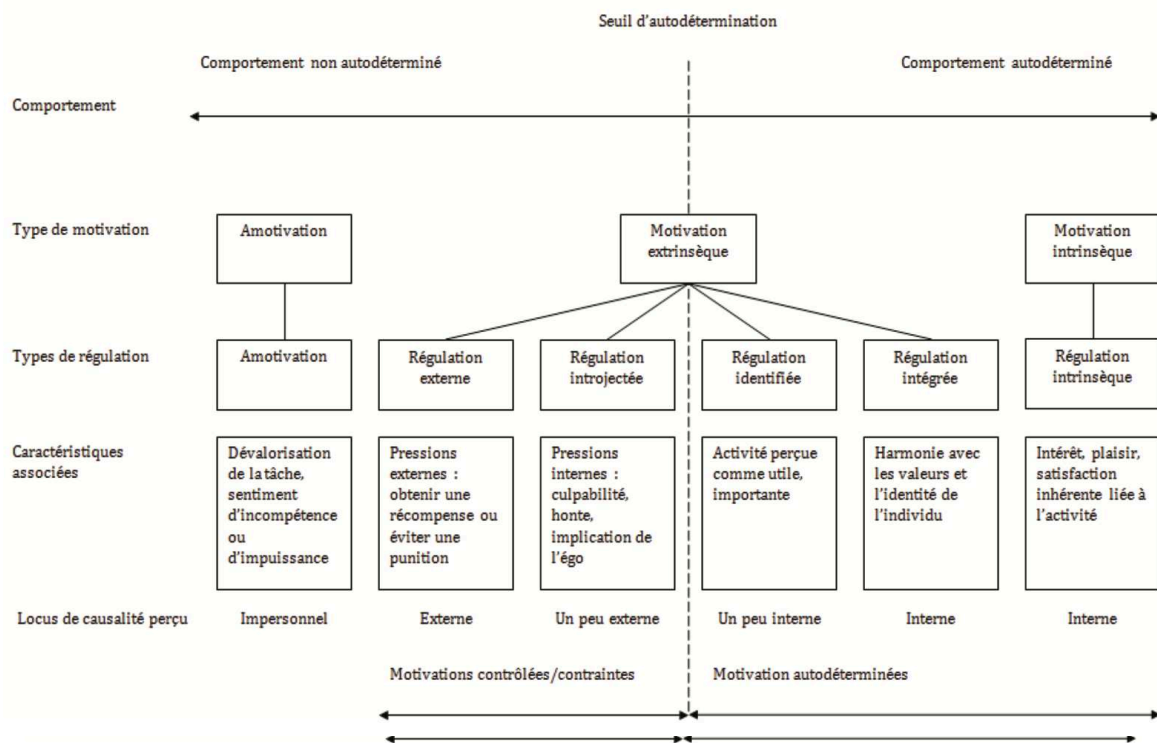 Seuil d'autodétermination
Comportement non autodéterminé
Comportement autodéterminé
Comportement
Type de motivation
Amotivation
Motivation
extrinsèque
Motivation
intrinsèque
Types de régulation
Amotivation
Régulation
externe
Régulation
introjectée
Régulation
identifiée
Régulation
intégrée
Régulation
intrinsèque
Caractéristiques
associées
Dévalorisation
de la tâche,
sentiment
d'incompétence
ou
d'impuissance
Pressions
externes :
obtenir une
récompense ou
éviter une
punition
Pressions
internes :
culpabilité,
honte,
implication de
l'égo
Activité perçue
comme utile,
importante
Harmonie avec
les valeurs et
l'identité de
l'individu
Intérêt, plaisir,
satisfaction
inhérente liée à
l'activité
Locus de causalité perçu
Impersonnel
Externe
Un peu externe
Un peu interne
Interne
Interne
Motivations contrôlées/contraintes
Motivation autodéterminées